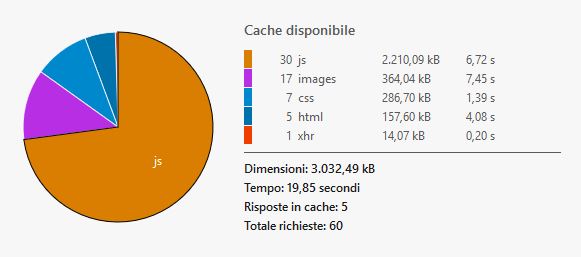 Cache disponibile
30 js 2.210,09 kB 6,72 s
17 images 364,04 kB 7,45 s
7 css 286,70 kB 1,39 s
5 html 157,60 kB 4,08 s
1 xhr 14,07 kB 0,20 s
js
Dimensioni: 3.032,49 kB
Tempo: 19,85 secondi
Risposte in cache: 5
Totale richieste: 60